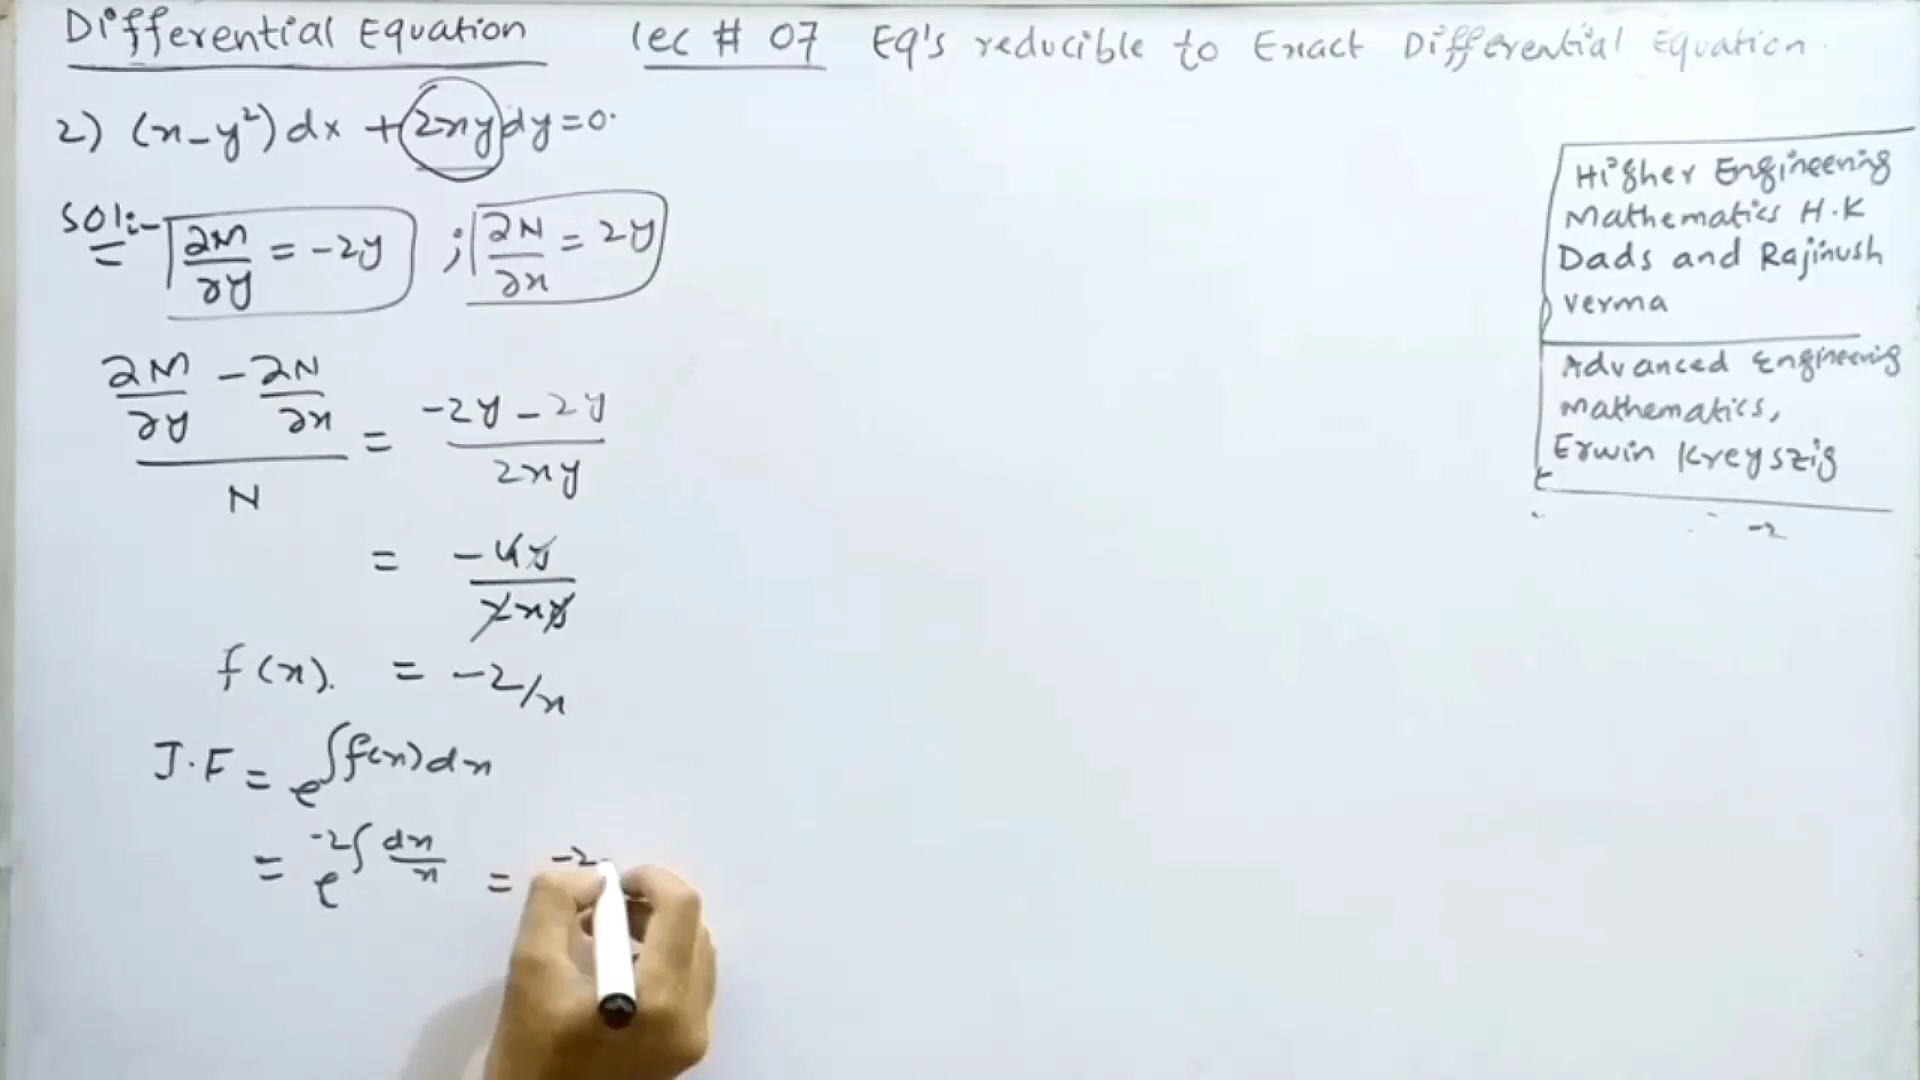 Differential Equation lec # 07 Eq's reducible to Exact Differential Equation.
2) (x-y²)dx + 2xy dy = 0.
Sol:- ∂M/∂y = -2y ; ∂N/∂x = 2y
(∂M/∂y - ∂N/∂x)/N = (-2y-2y)/2xy
= -4y/2xy
f(x). = -2/x
I.F = e^∫f(x)dx
= e^-2∫dx/x = -2
Higher Engineering
Mathematics H.K
Dads and Rajinush
Verma
Advanced Engineering
Mathematics,
Erwin Kreyszig
-2